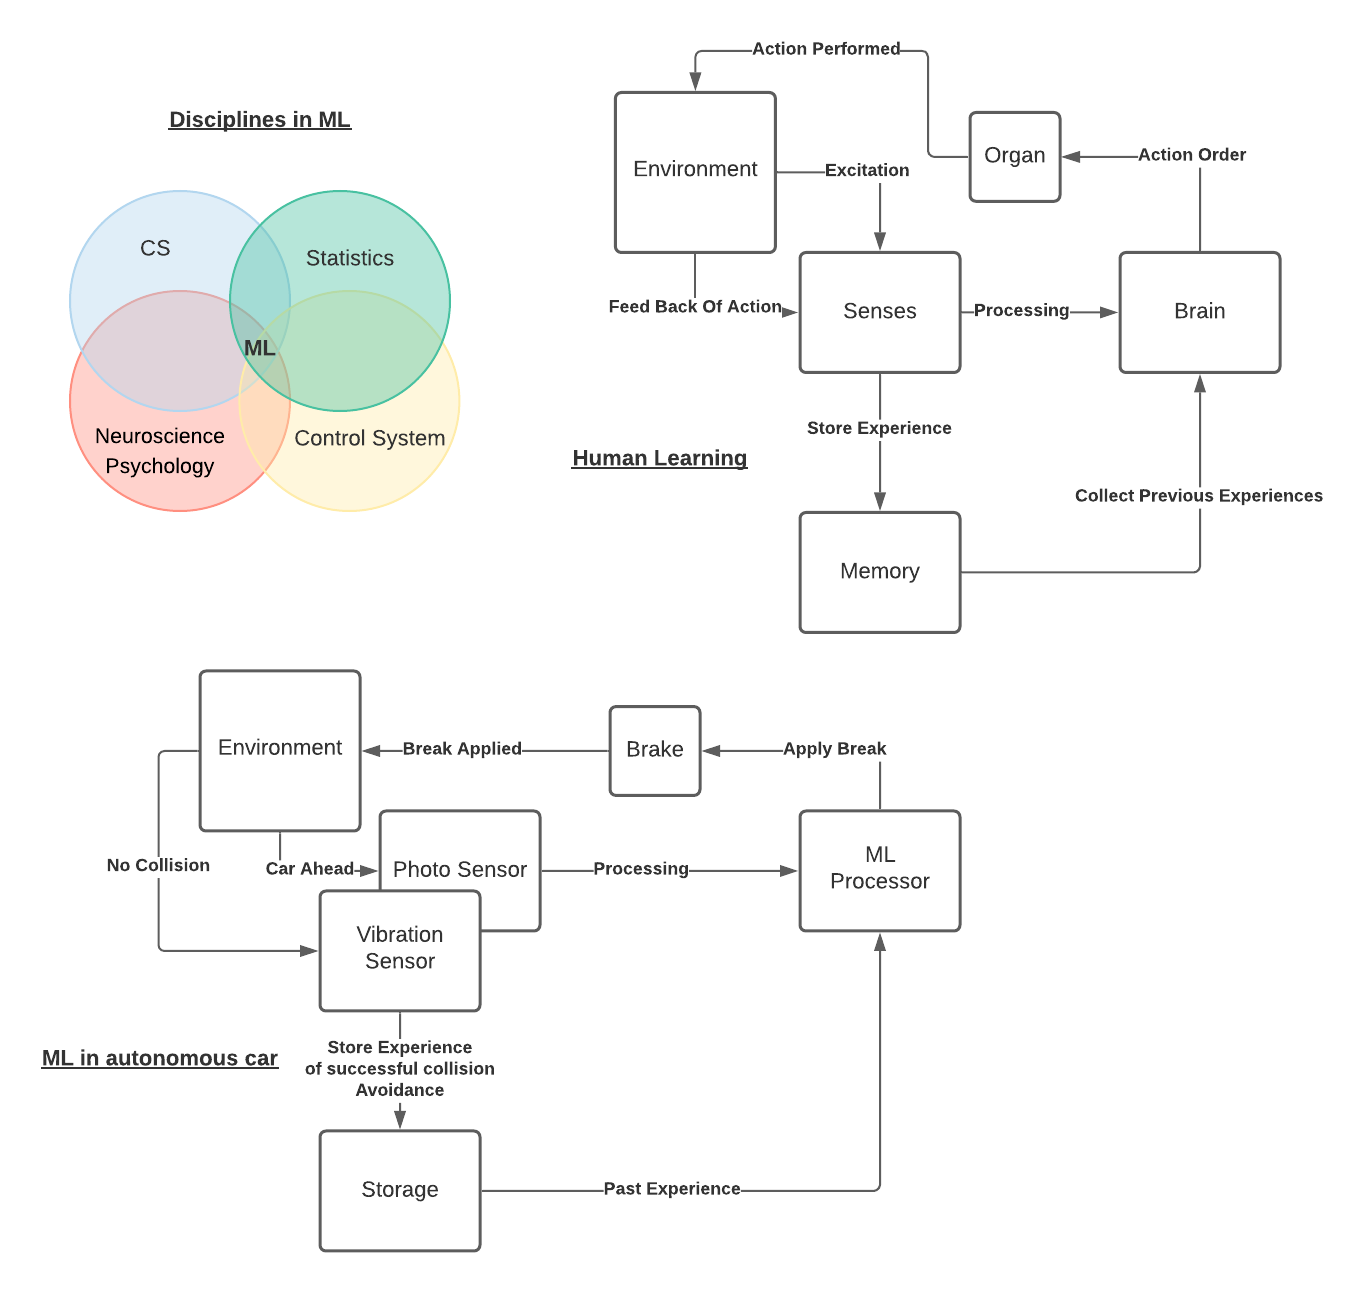 Disciplines in ML
CS
Statistics
ML
Neuroscience
Psychology
Control System
Action Performed
Environment
Organ
Action Order
Excitation
Feed Back Of Action
Senses
Processing
Brain
Store Experience
Human Learning
Collect Previous Experiences
Memory
Environment
Break Applied
Brake
Apply Break
No Collision
Car Ahead
Photo Sensor
Processing
ML
Processor
Vibration
Sensor
ML in autonomous car
Store Experience
of successful collision
Avoidance
Storage
Past Experience